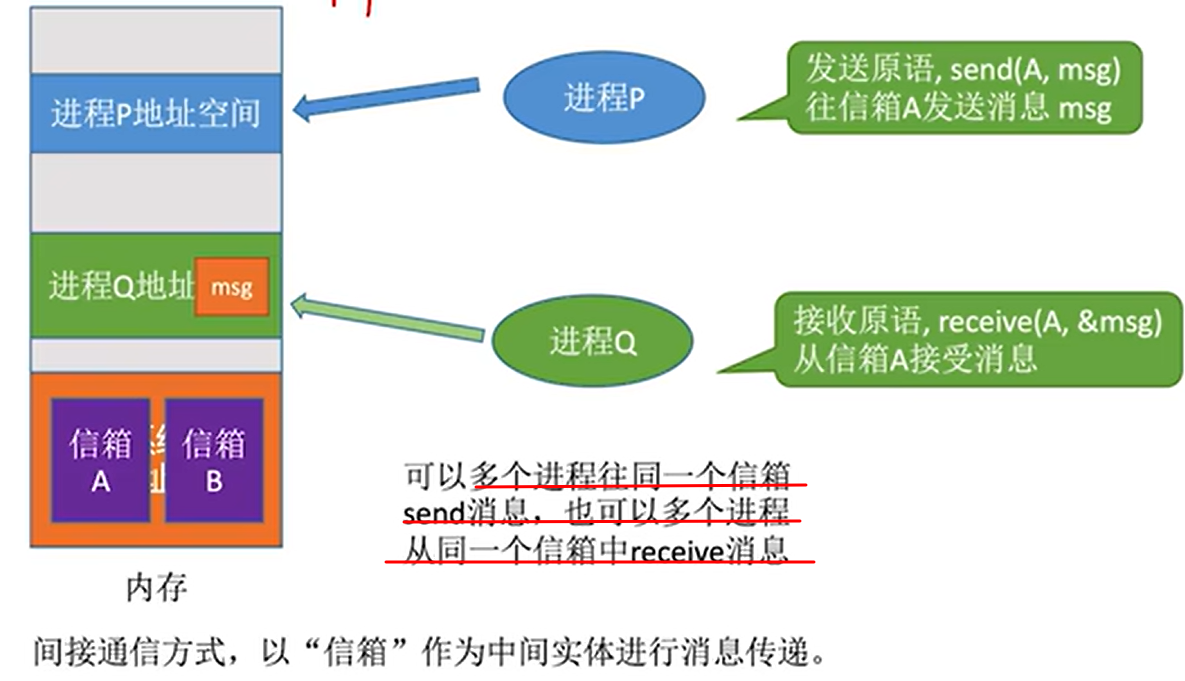 进程P地址空间
进程P
发送原语, send(A, msg)
往信箱A发送消息 msg
进程Q地址
msg
进程Q
接收原语, receive(A, &msg)
从信箱A接受消息
信箱
A
信箱
B
可以多个进程往同一个信箱
send消息，也可以多个进程
从同一个信箱中receive消息
内存
间接通信方式，以“信箱”作为中间实体进行消息传递。